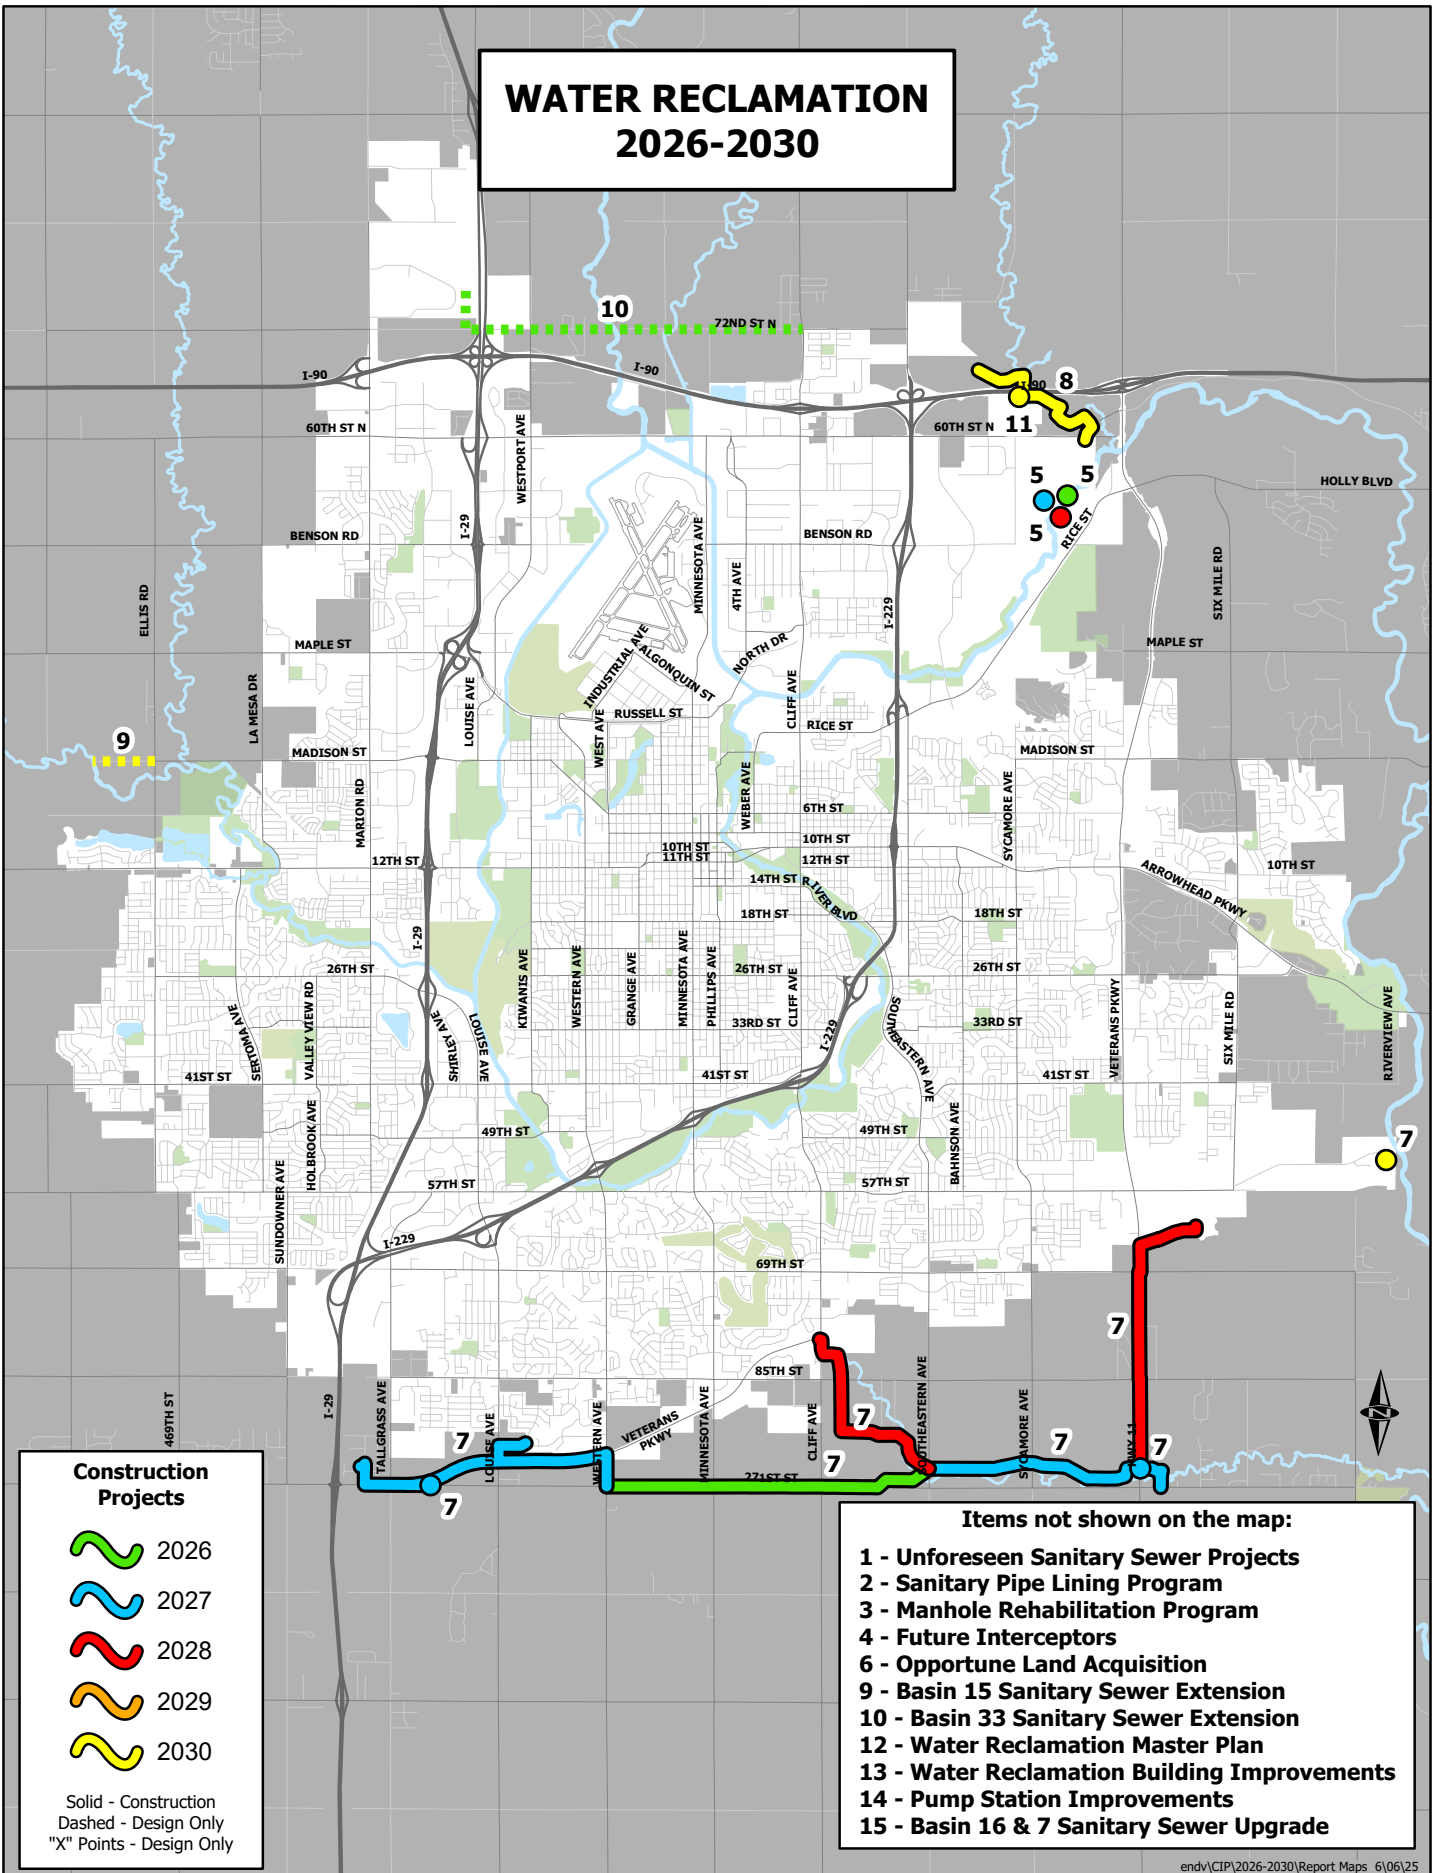 WATER RECLAMATION
2026-2030
10
72ND ST N
I-90
I-90
I-90
8
11
60TH ST N
60TH ST N
WESTPORT AVE
5
5
5
HOLLY BLVD
RICE ST
BENSON RD
I-29
BENSON RD
MINNESOTA AVE
4TH AVE
I-229
SIX MILE RD
ELLIS RD
MAPLE ST
MAPLE ST
INDUSTRIAL AVE
ALGONQUIN ST
NORTH DR
LA MESA DR
LOUISE AVE
RUSSELL ST
CLIFF AVE
RICE ST
WEST AVE
9
MADISON ST
MADISON ST
MARION RD
WEBER AVE
6TH ST
SYCAMORE AVE
10TH ST
10TH ST
11TH ST
12TH ST
12TH ST
10TH ST
ARROWHEAD PKWY
14TH ST
RIVER BLVD
18TH ST
18TH ST
I-29
26TH ST
KIWANIS AVE
WESTERN AVE
GRANGE AVE
MINNESOTA AVE
PHILLIPS AVE
26TH ST
CLIFF AVE
26TH ST
VETERANS PKWY
SIX MILE RD
RIVERVIEW AVE
SERTOMA AVE
VALLEY VIEW RD
SHIRLEY AVE
LOUISE AVE
33RD ST
I-229
SOUTHEASTERN AVE
33RD ST
41ST ST
41ST ST
41ST ST
HOLBROOK AVE
49TH ST
49TH ST
BAHNSON AVE
7
SUNDOWNER AVE
57TH ST
57TH ST
I-229
69TH ST
7
85TH ST
SOUTHEASTERN AVE
469TH ST
I-29
TALLGRASS AVE
7
LOUISE AVE
WESTERN AVE
VETERANS
PKWY
MINNESOTA AVE
CLIFF AVE
7
7
SYCAMORE AVE
7
HWY 11
7
271ST ST
7
Construction
Projects
2026
2027
2028
2029
2030
Solid - Construction
Dashed - Design Only
"X" Points - Design Only
Items not shown on the map:
1 - Unforeseen Sanitary Sewer Projects
2 - Sanitary Pipe Lining Program
3 - Manhole Rehabilitation Program
4 - Future Interceptors
6 - Opportune Land Acquisition
9 - Basin 15 Sanitary Sewer Extension
10 - Basin 33 Sanitary Sewer Extension
12 - Water Reclamation Master Plan
13 - Water Reclamation Building Improvements
14 - Pump Station Improvements
15 - Basin 16 & 7 Sanitary Sewer Upgrade
N
endv\CIP\2026-2030\Report Maps 6\06\25